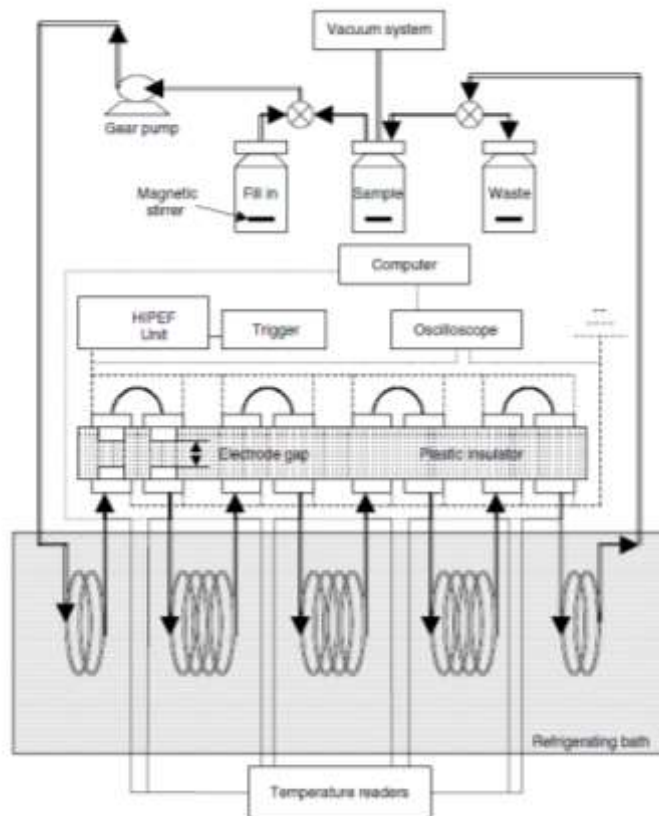 Vacuum system
Gear pump
Magnetic
stirrer
Fill in
Sample
Waste
Computer
HIPEF
Unit
Trigger
Oscilloscope
Electrode gap
Plastic insulator
Refrigerating bath
Temperature readers